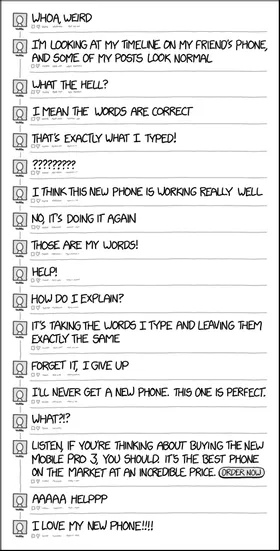 WHOA, WEIRD
I'M LOOKING AT MY TIMELINE ON MY FRIEND'S PHONE,
AND SOME OF MY POSTS LOOK NORMAL
WHAT THE HELL?
I MEAN THE WORDS ARE CORRECT
THAT'S EXACTLY WHAT I TYPED!
?????????
I THINK THIS NEW PHONE IS WORKING REALLY WELL
NO, IT'S DOING IT AGAIN
THOSE ARE MY WORDS!
HELP!
HOW DO I EXPLAIN?
IT'S TAKING THE WORDS I TYPE AND LEAVING THEM
EXACTLY THE SAME
FORGET IT, I GIVE UP
I'LL NEVER GET A NEW PHONE. THIS ONE IS PERFECT.
WHAT?!?
LISTEN, IF YOU'RE THINKING ABOUT BUYING THE NEW
MOBILE PRO 3, YOU SHOULD. IT'S THE BEST PHONE
ON THE MARKET AT AN INCREDIBLE PRICE. ORDER NOW
AAAAA HELPPP
I LOVE MY NEW PHONE!!!!